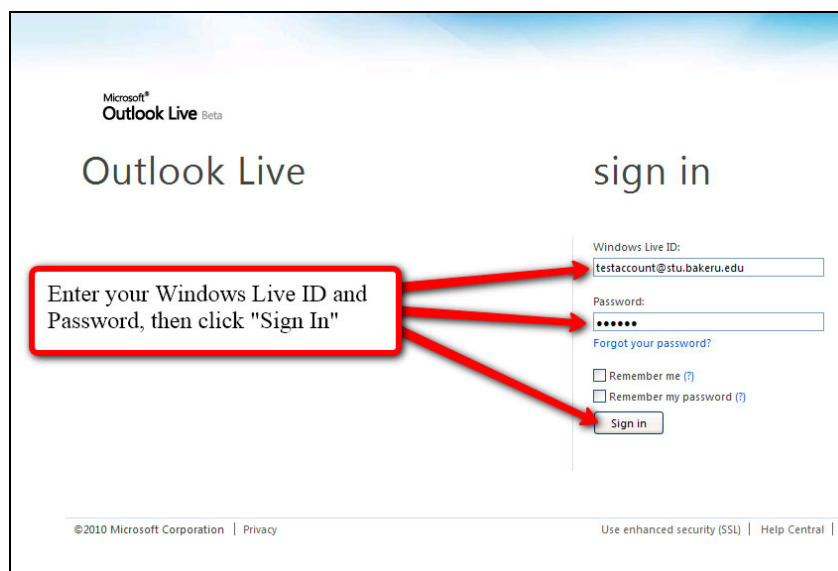 Microsoft®
Outlook Live Beta
Outlook Live
sign in
Windows Live ID:
testaccount@stu.bakeru.edu
Enter your Windows Live ID and
Password, then click "Sign In"
Password:
••••••
Forgot your password?
Remember me (?)
Remember my password (?)
Sign in
©2010 Microsoft Corporation | Privacy
Use enhanced security (SSL) | Help Central |